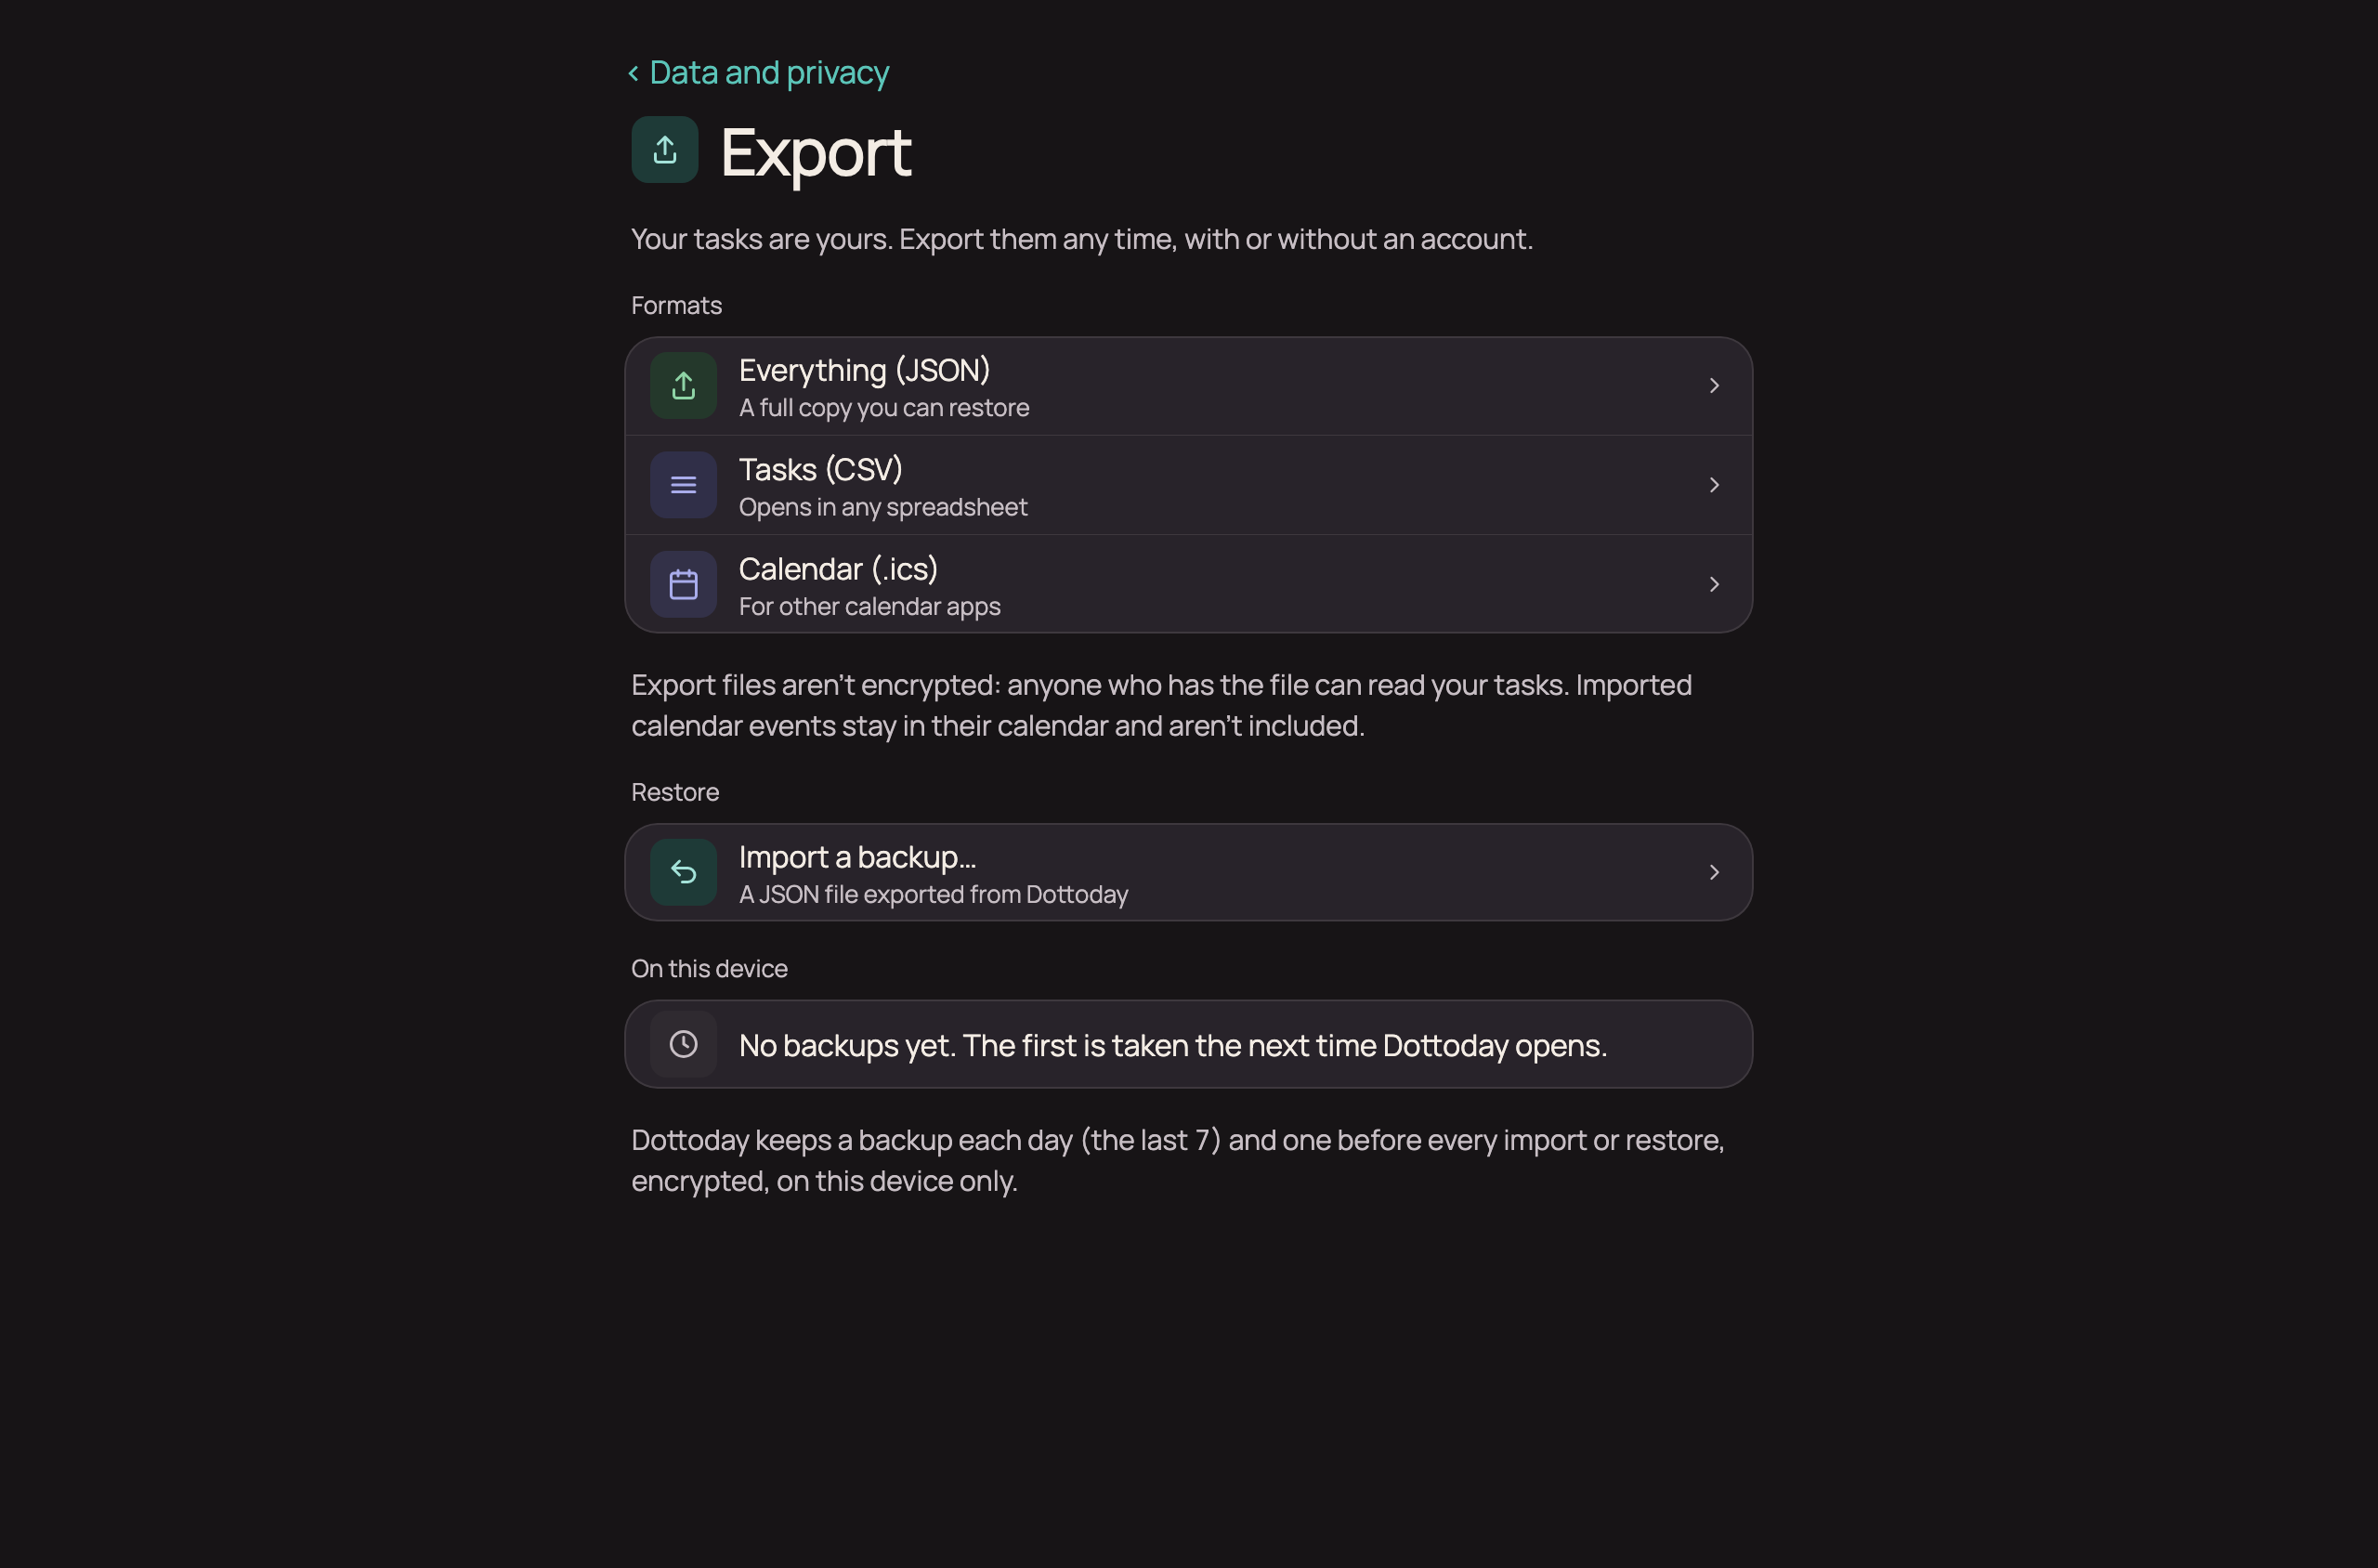 Data and privacy
Export
Your tasks are yours. Export them any time, with or without an account.
Formats
Everything (JSON)
A full copy you can restore
Tasks (CSV)
Opens in any spreadsheet
Calendar (.ics)
For other calendar apps
Export files aren’t encrypted: anyone who has the file can read your tasks. Imported
calendar events stay in their calendar and aren’t included.
Restore
Import a backup…
A JSON file exported from Dottoday
On this device
No backups yet. The first is taken the next time Dottoday opens.
Dottoday keeps a backup each day (the last 7) and one before every import or restore,
encrypted, on this device only.